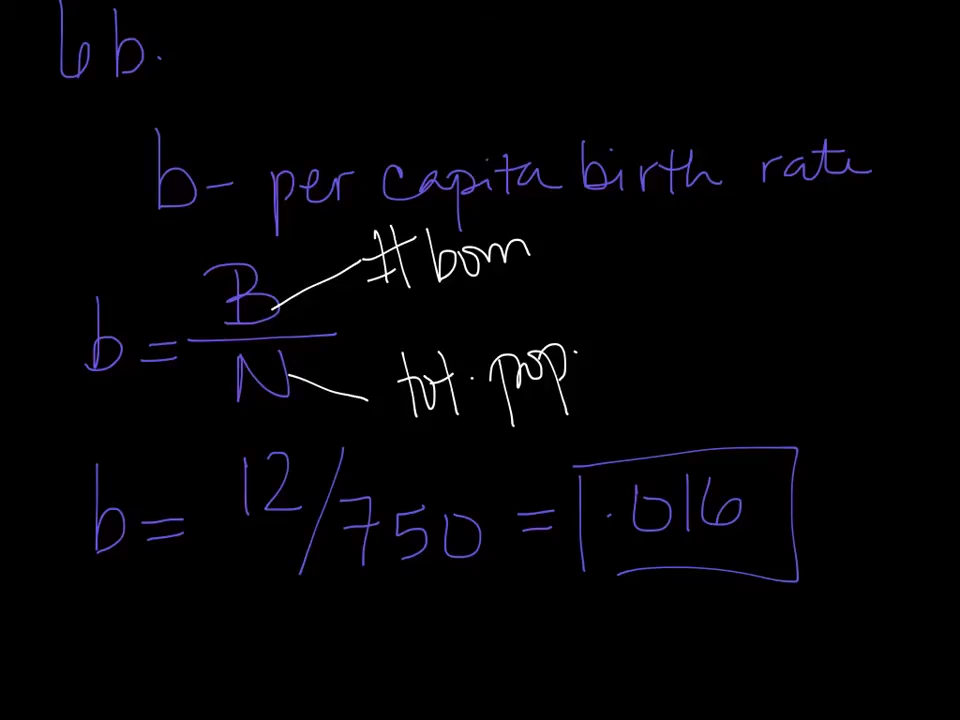 6b.
b- per capita birth rate
# born
b = B/N
tot. pop.
b = 12/750 = .016